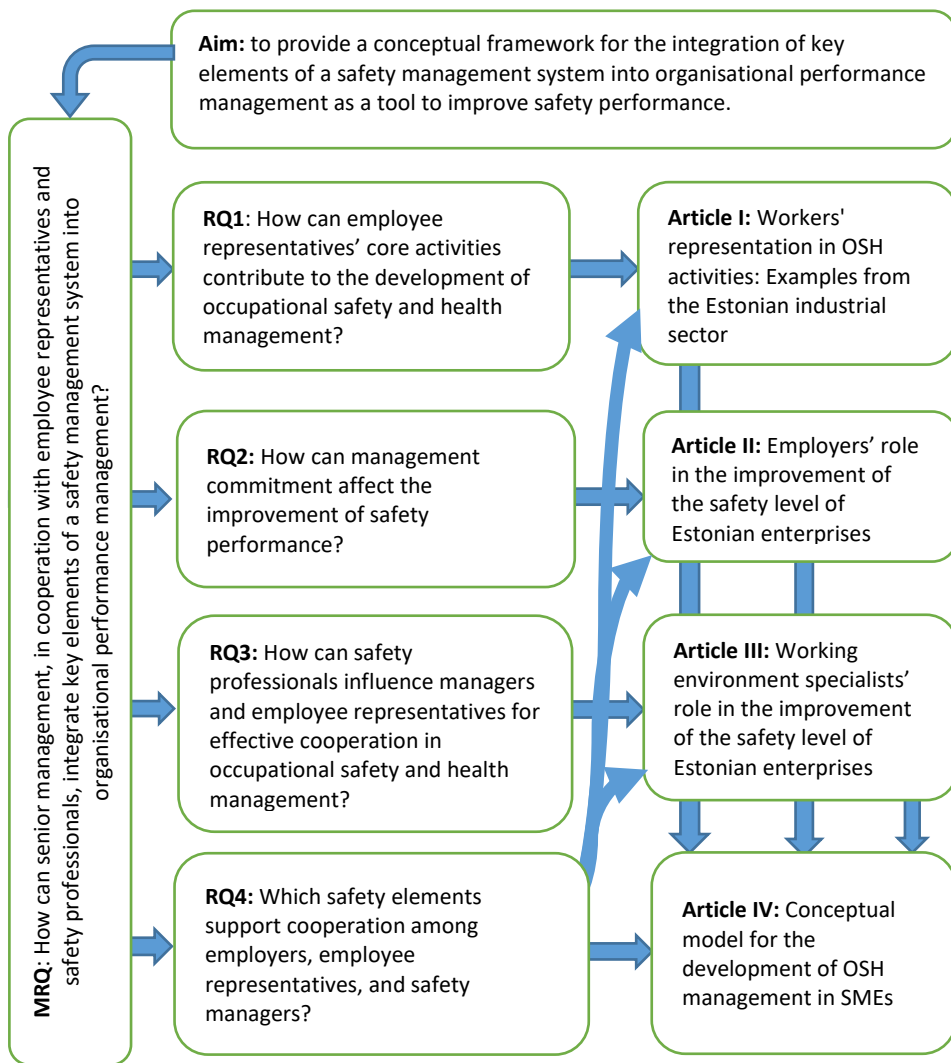 Aim: to provide a conceptual framework for the integration of key
elements of a safety management system into organisational performance
management as a tool to improve safety performance.
MRQ: How can senior management, in cooperation with employee representatives and
safety professionals, integrate key elements of a safety management system into
organisational performance management?
RQ1: How can employee
representatives’ core activities
contribute to the development of
occupational safety and health
management?
Article I: Workers'
representation in OSH
activities: Examples from
the Estonian industrial
sector
RQ2: How can management
commitment affect the
improvement of safety
performance?
Article II: Employers’ role
in the improvement of
the safety level of
Estonian enterprises
RQ3: How can safety
professionals influence managers
and employee representatives for
effective cooperation in
occupational safety and health
management?
Article III: Working
environment specialists’
role in the improvement
of the safety level of
Estonian enterprises
RQ4: Which safety elements
support cooperation among
employers, employee
representatives, and safety
managers?
Article IV: Conceptual
model for the
development of OSH
management in SMEs